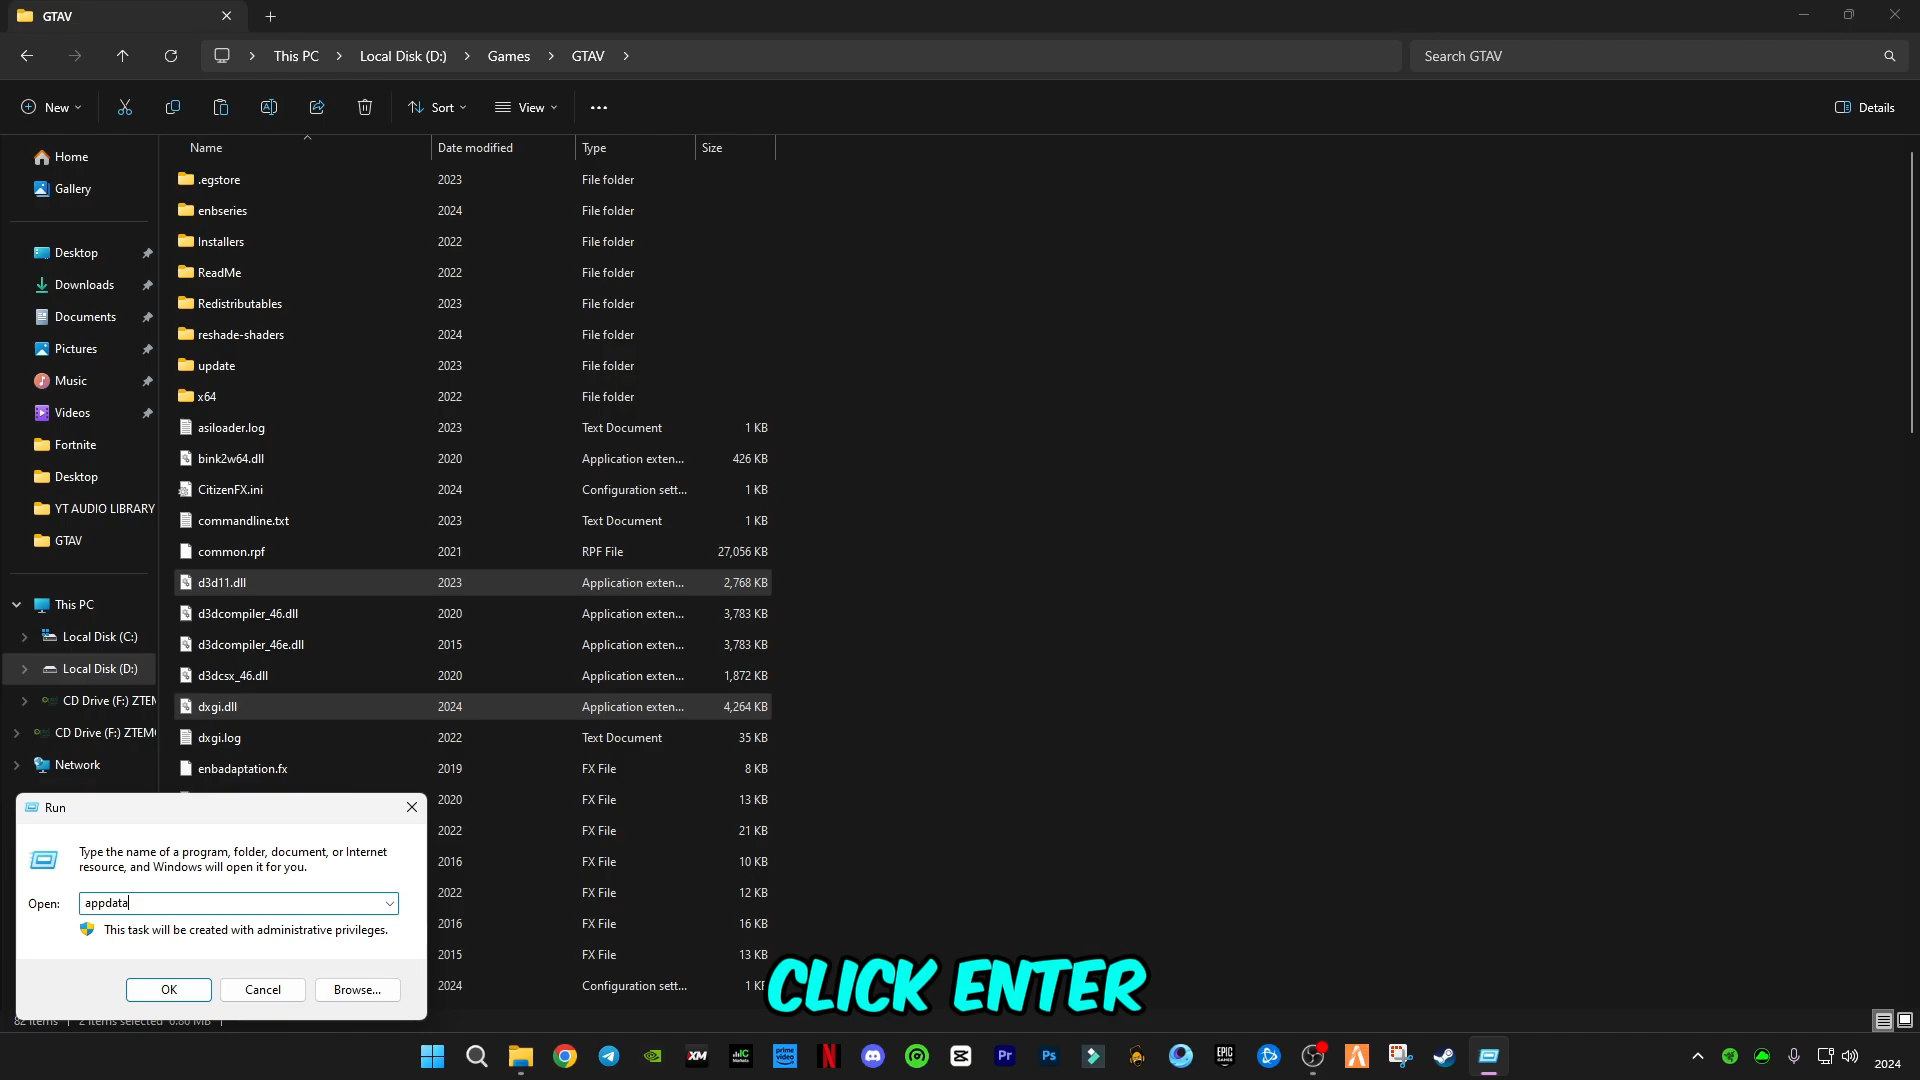 GTAV
This PC
Local Disk (D:)
Games
GTAV
Search GTAV
New
Sort
View
Details
Name Date modified Type Size
Home
Gallery
Desktop
Downloads
Documents
Pictures
Music
Videos
Fortnite
Desktop
YT AUDIO LIBRARY
GTAV
This PC
Local Disk (C:)
Local Disk (D:)
CD Drive (F:) ZTEM
CD Drive (F:) ZTEM
Network
.egstore 2023 File folder
enbseries 2024 File folder
Installers 2022 File folder
ReadMe 2022 File folder
Redistributables 2023 File folder
reshade-shaders 2024 File folder
update 2023 File folder
x64 2022 File folder
asiloader.log 2023 Text Document 1 KB
bink2w64.dll 2020 Application exten... 426 KB
CitizenFX.ini 2024 Configuration sett... 1 KB
commandline.txt 2023 Text Document 1 KB
common.rpf 2021 RPF File 27,056 KB
d3d11.dll 2023 Application exten... 2,768 KB
d3dcompiler_46.dll 2020 Application exten... 3,783 KB
d3dcompiler_46e.dll 2015 Application exten... 3,783 KB
d3dcsx_46.dll 2020 Application exten... 1,872 KB
dxgi.dll 2024 Application exten... 4,264 KB
dxgi.log 2022 Text Document 35 KB
enbadaptation.fx 2019 FX File 8 KB
2020 FX File 13 KB
2022 FX File 21 KB
2016 FX File 10 KB
2022 FX File 12 KB
2016 FX File 16 KB
2015 FX File 13 KB
2024 Configuration sett... 1 KB
Run
Type the name of a program, folder, document, or Internet
resource, and Windows will open it for you.
Open: appdata
This task will be created with administrative privileges.
OK Cancel Browse...
82 items 2 items selected 6.86 MB
CLICK ENTER
XM
prime video
N
Pr
Ps
EPIC GAMES
2024